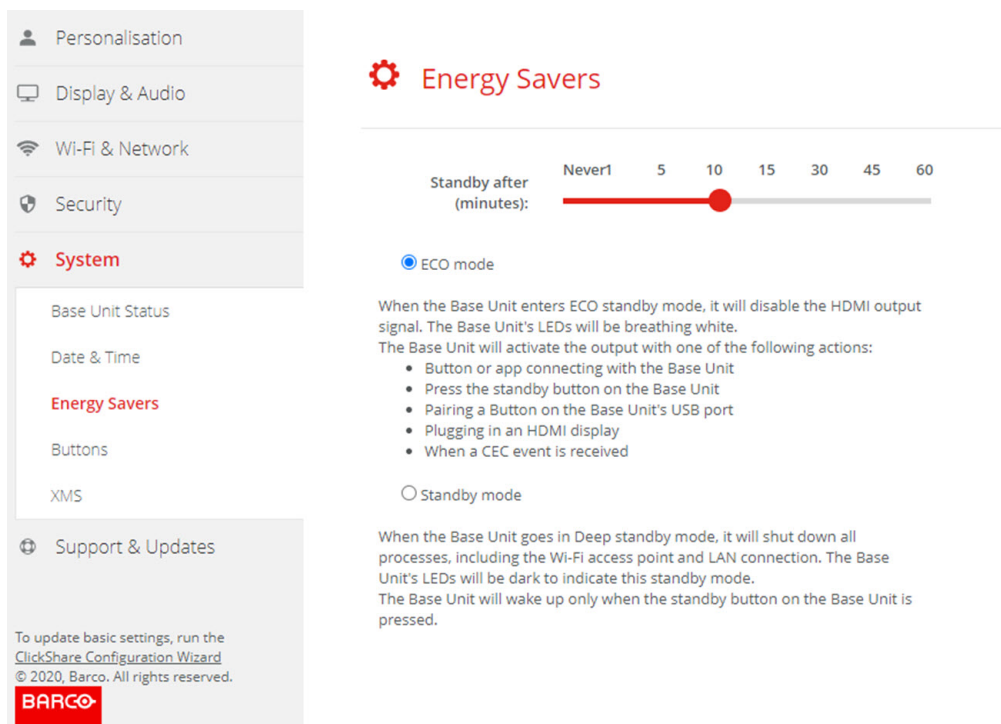 Personalisation
Display & Audio
Wi-Fi & Network
Security
System
Base Unit Status
Date & Time
Energy Savers
Buttons
XMS
Support & Updates
To update basic settings, run the
ClickShare Configuration Wizard
© 2020, Barco. All rights reserved.
BARCO
Energy Savers
Never1 5 10 15 30 45 60
Standby after
(minutes):
ECO mode
When the Base Unit enters ECO standby mode, it will disable the HDMI output
signal. The Base Unit's LEDs will be breathing white.
The Base Unit will activate the output with one of the following actions:
• Button or app connecting with the Base Unit
• Press the standby button on the Base Unit
• Pairing a Button on the Base Unit's USB port
• Plugging in an HDMI display
• When a CEC event is received
Standby mode
When the Base Unit goes in Deep standby mode, it will shut down all
processes, including the Wi-Fi access point and LAN connection. The Base
Unit's LEDs will be dark to indicate this standby mode.
The Base Unit will wake up only when the standby button on the Base Unit is
pressed.